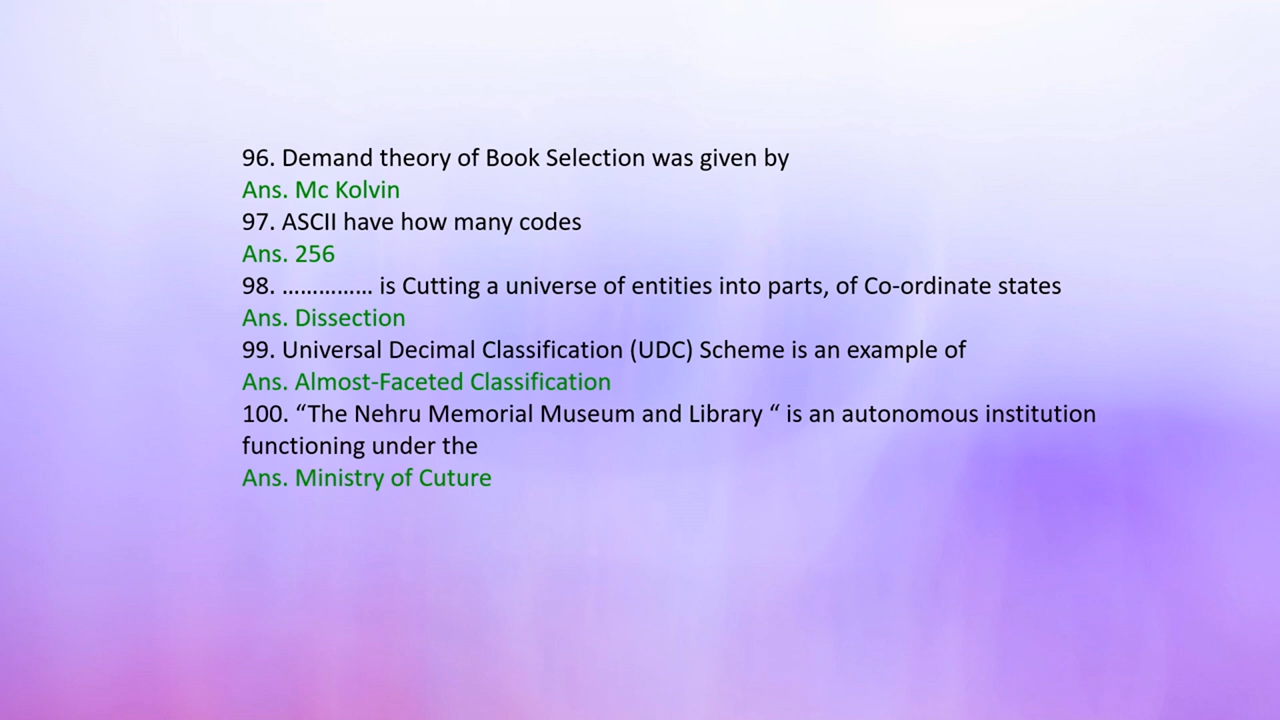 96. Demand theory of Book Selection was given by
Ans. Mc Kolvin
97. ASCII have how many codes
Ans. 256
98. …………… is Cutting a universe of entities into parts, of Co-ordinate states
Ans. Dissection
99. Universal Decimal Classification (UDC) Scheme is an example of
Ans. Almost-Faceted Classification
100. “The Nehru Memorial Museum and Library “ is an autonomous institution
functioning under the
Ans. Ministry of Cuture